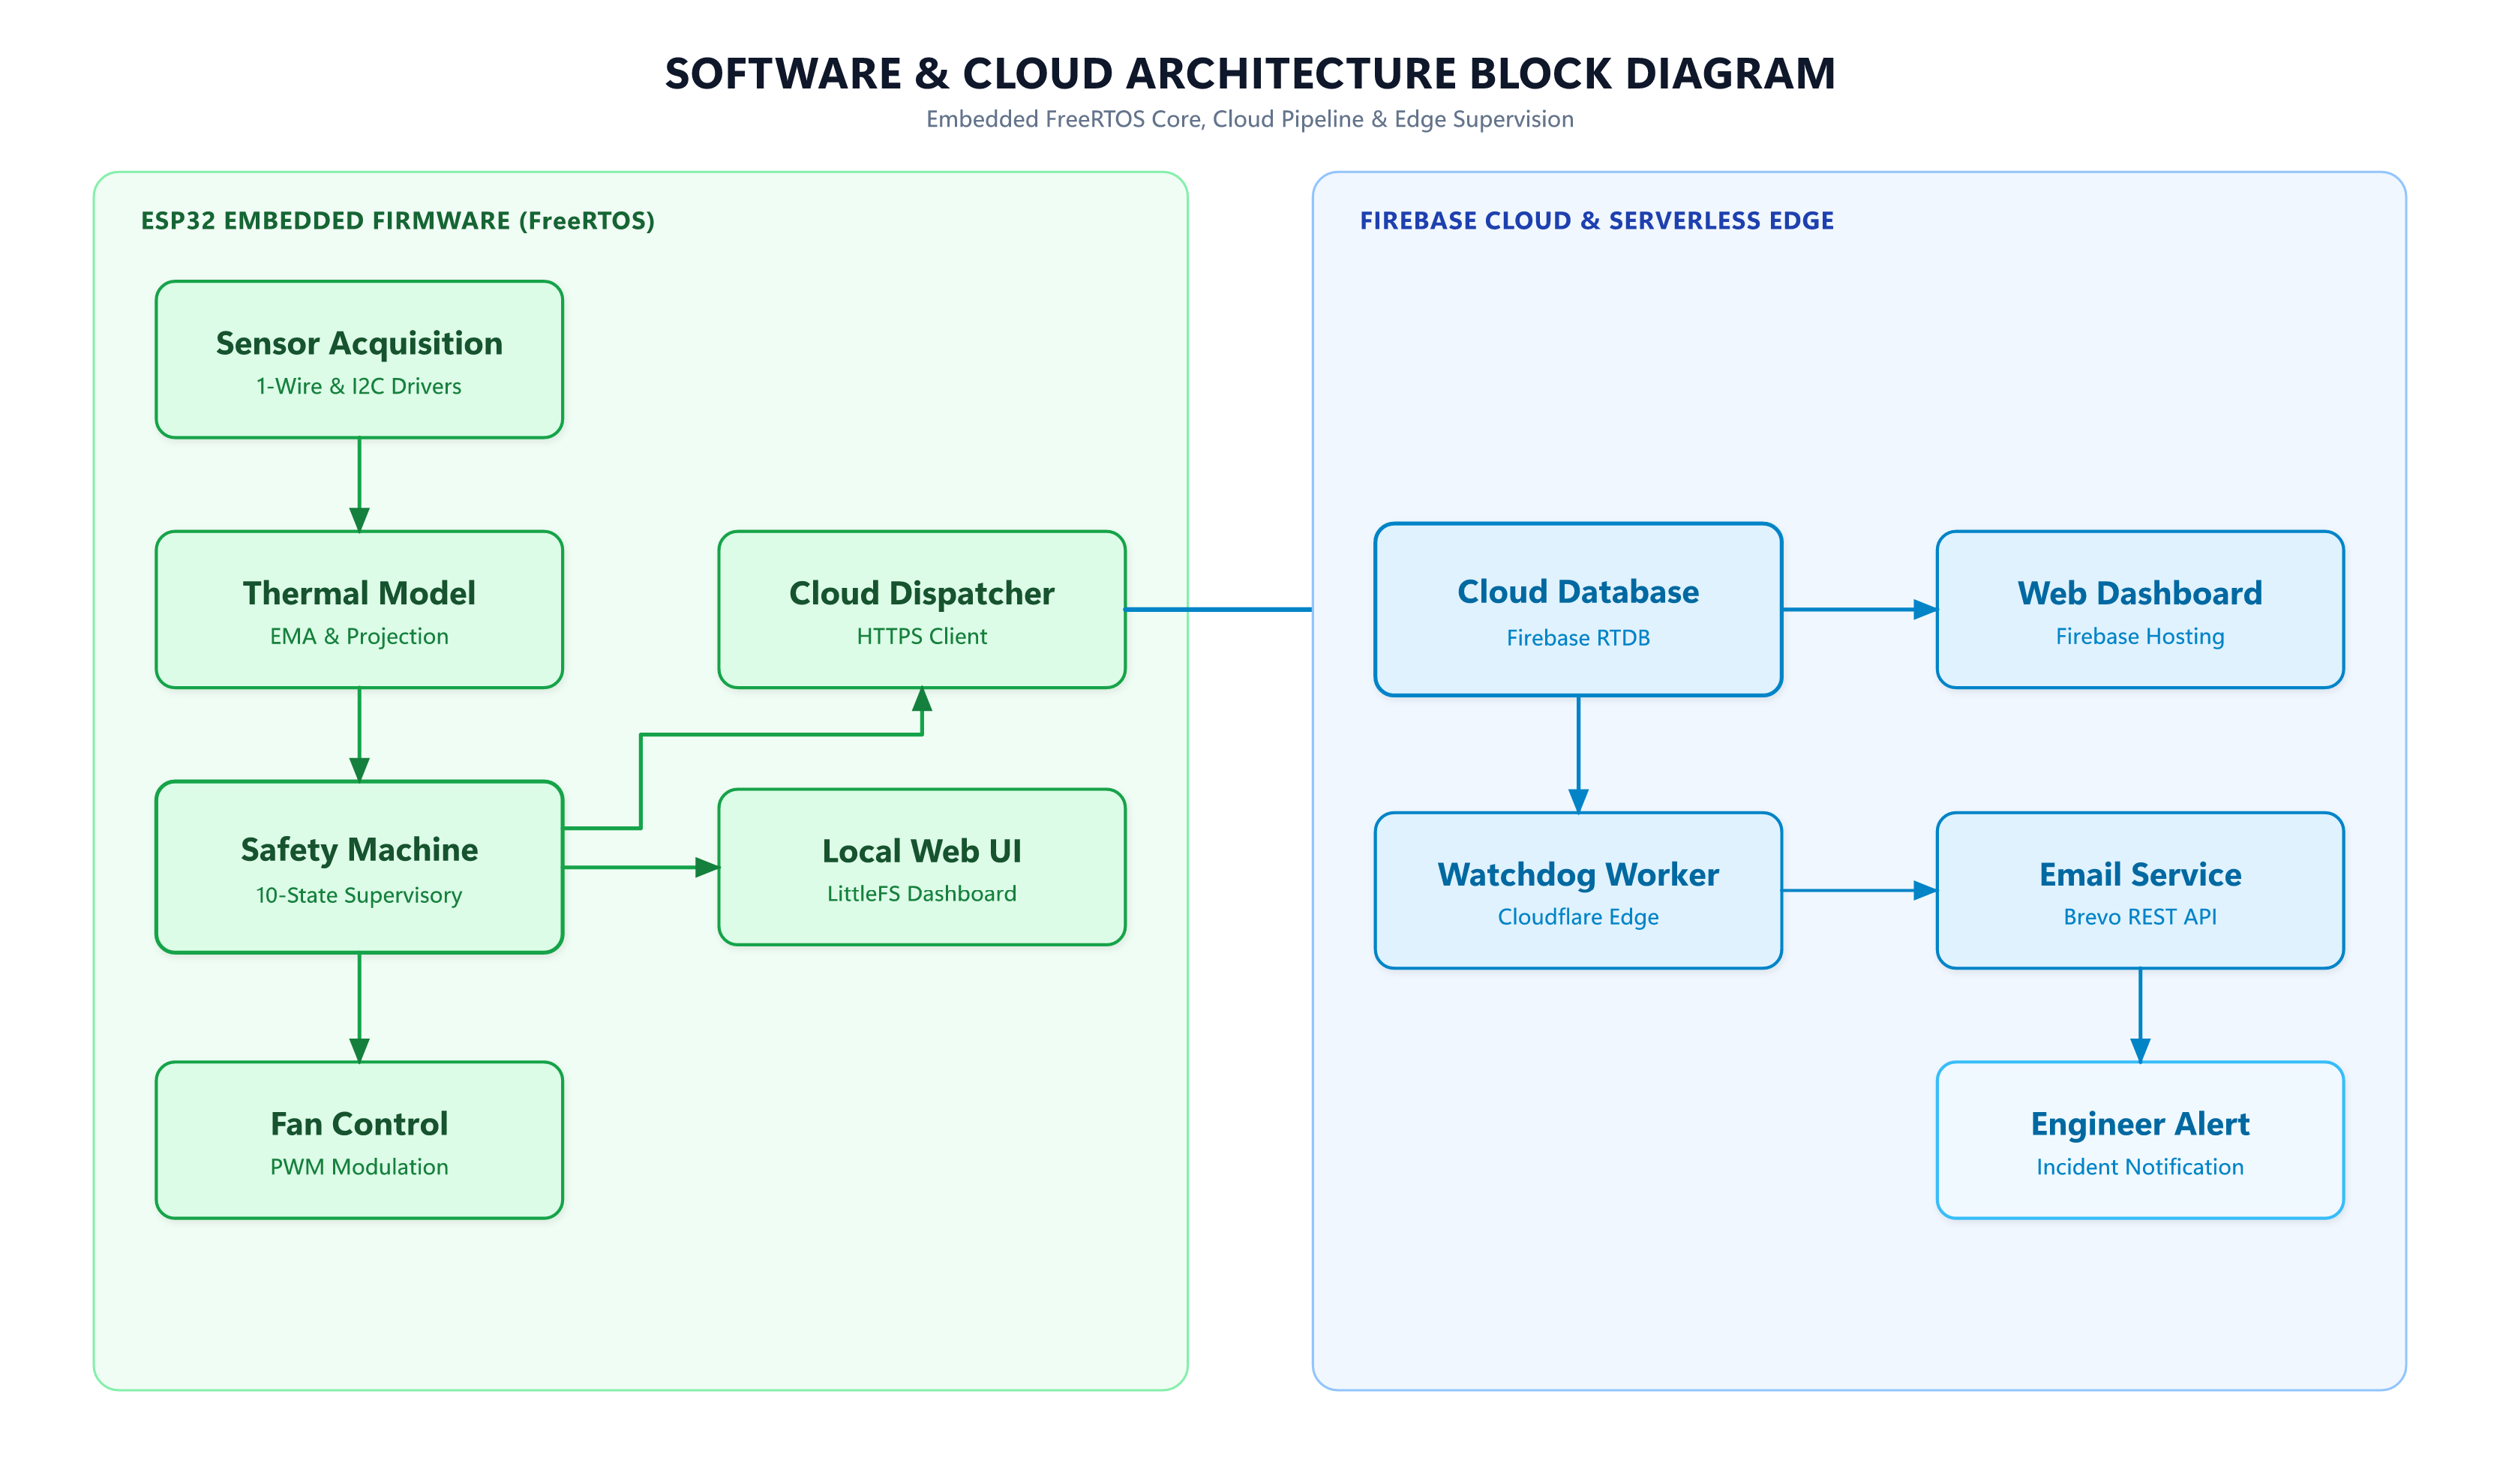 SOFTWARE & CLOUD ARCHITECTURE BLOCK DIAGRAM
Embedded FreeRTOS Core, Cloud Pipeline & Edge Supervision
ESP32 EMBEDDED FIRMWARE (FreeRTOS)
Sensor Acquisition
1-Wire & I2C Drivers
Thermal Model
EMA & Projection
Cloud Dispatcher
HTTPS Client
Safety Machine
10-State Supervisory
Local Web UI
LittleFS Dashboard
Fan Control
PWM Modulation
FIREBASE CLOUD & SERVERLESS EDGE
Cloud Database
Firebase RTDB
Web Dashboard
Firebase Hosting
Watchdog Worker
Cloudflare Edge
Email Service
Brevo REST API
Engineer Alert
Incident Notification